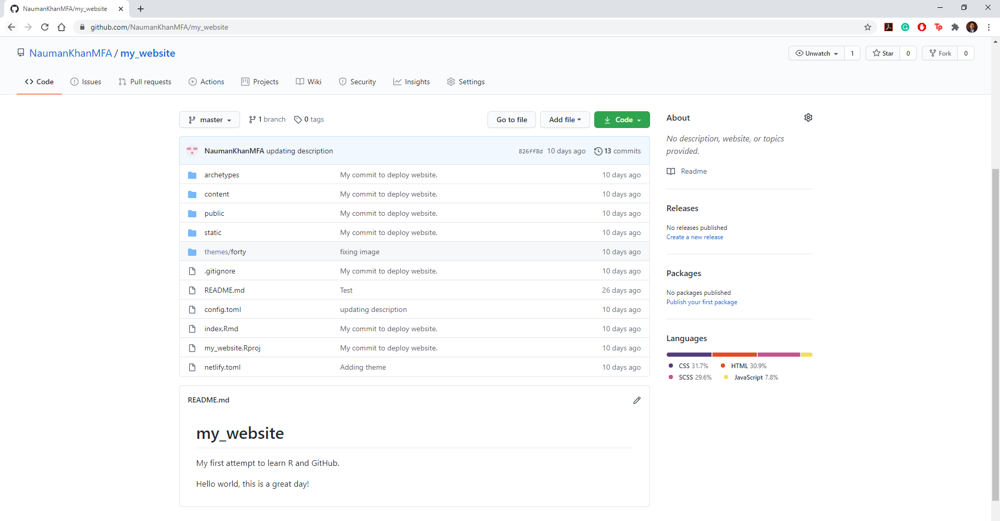 NaumanKhanMFA/my_website
github.com/NaumanKhanMFA/my_website
NaumanKhanMFA / my_website
Unwatch 1 Star 0 Fork 0
Code Issues Pull requests Actions Projects Wiki Security Insights Settings
master 1 branch 0 tags Go to file Add file Code
NaumanKhanMFA updating description 826ff8d 10 days ago 13 commits
archetypes My commit to deploy website. 10 days ago
content My commit to deploy website. 10 days ago
public My commit to deploy website. 10 days ago
static My commit to deploy website. 10 days ago
themes/forty fixing image 10 days ago
.gitignore My commit to deploy website. 10 days ago
README.md Test 26 days ago
config.toml updating description 10 days ago
index.Rmd My commit to deploy website. 10 days ago
my_website.Rproj My commit to deploy website. 10 days ago
netlify.toml Adding theme 10 days ago
README.md
my_website
My first attempt to learn R and GitHub.
Hello world, this is a great day!
About
No description, website, or topics
provided.
Readme
Releases
No releases published
Create a new release
Packages
No packages published
Publish your first package
Languages
CSS 31.7% HTML 30.9%
SCSS 29.6% JavaScript 7.8%